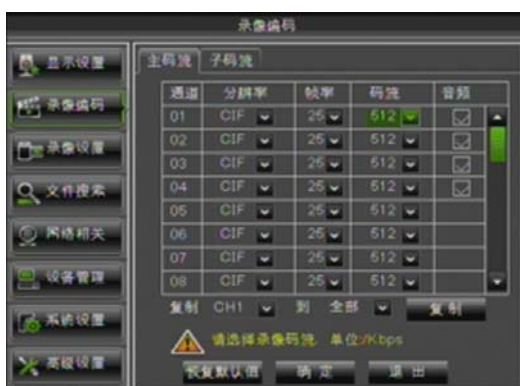 录像编码
显示设置
录像编码
录像设置
文件搜索
网络相关
设备管理
系统设置
高级设置
主码流 子码流
通道 分辨率 帧率 码流 音频
01 CIF 25 512
02 CIF 25 512
03 CIF 25 512
04 CIF 25 512
05 CIF 25 512
06 CIF 25 512
07 CIF 25 512
08 CIF 25 512
复制 CH1 到 全部 复制
请选择录像码流 单位:/Kbps
恢复默认值 确定 退出